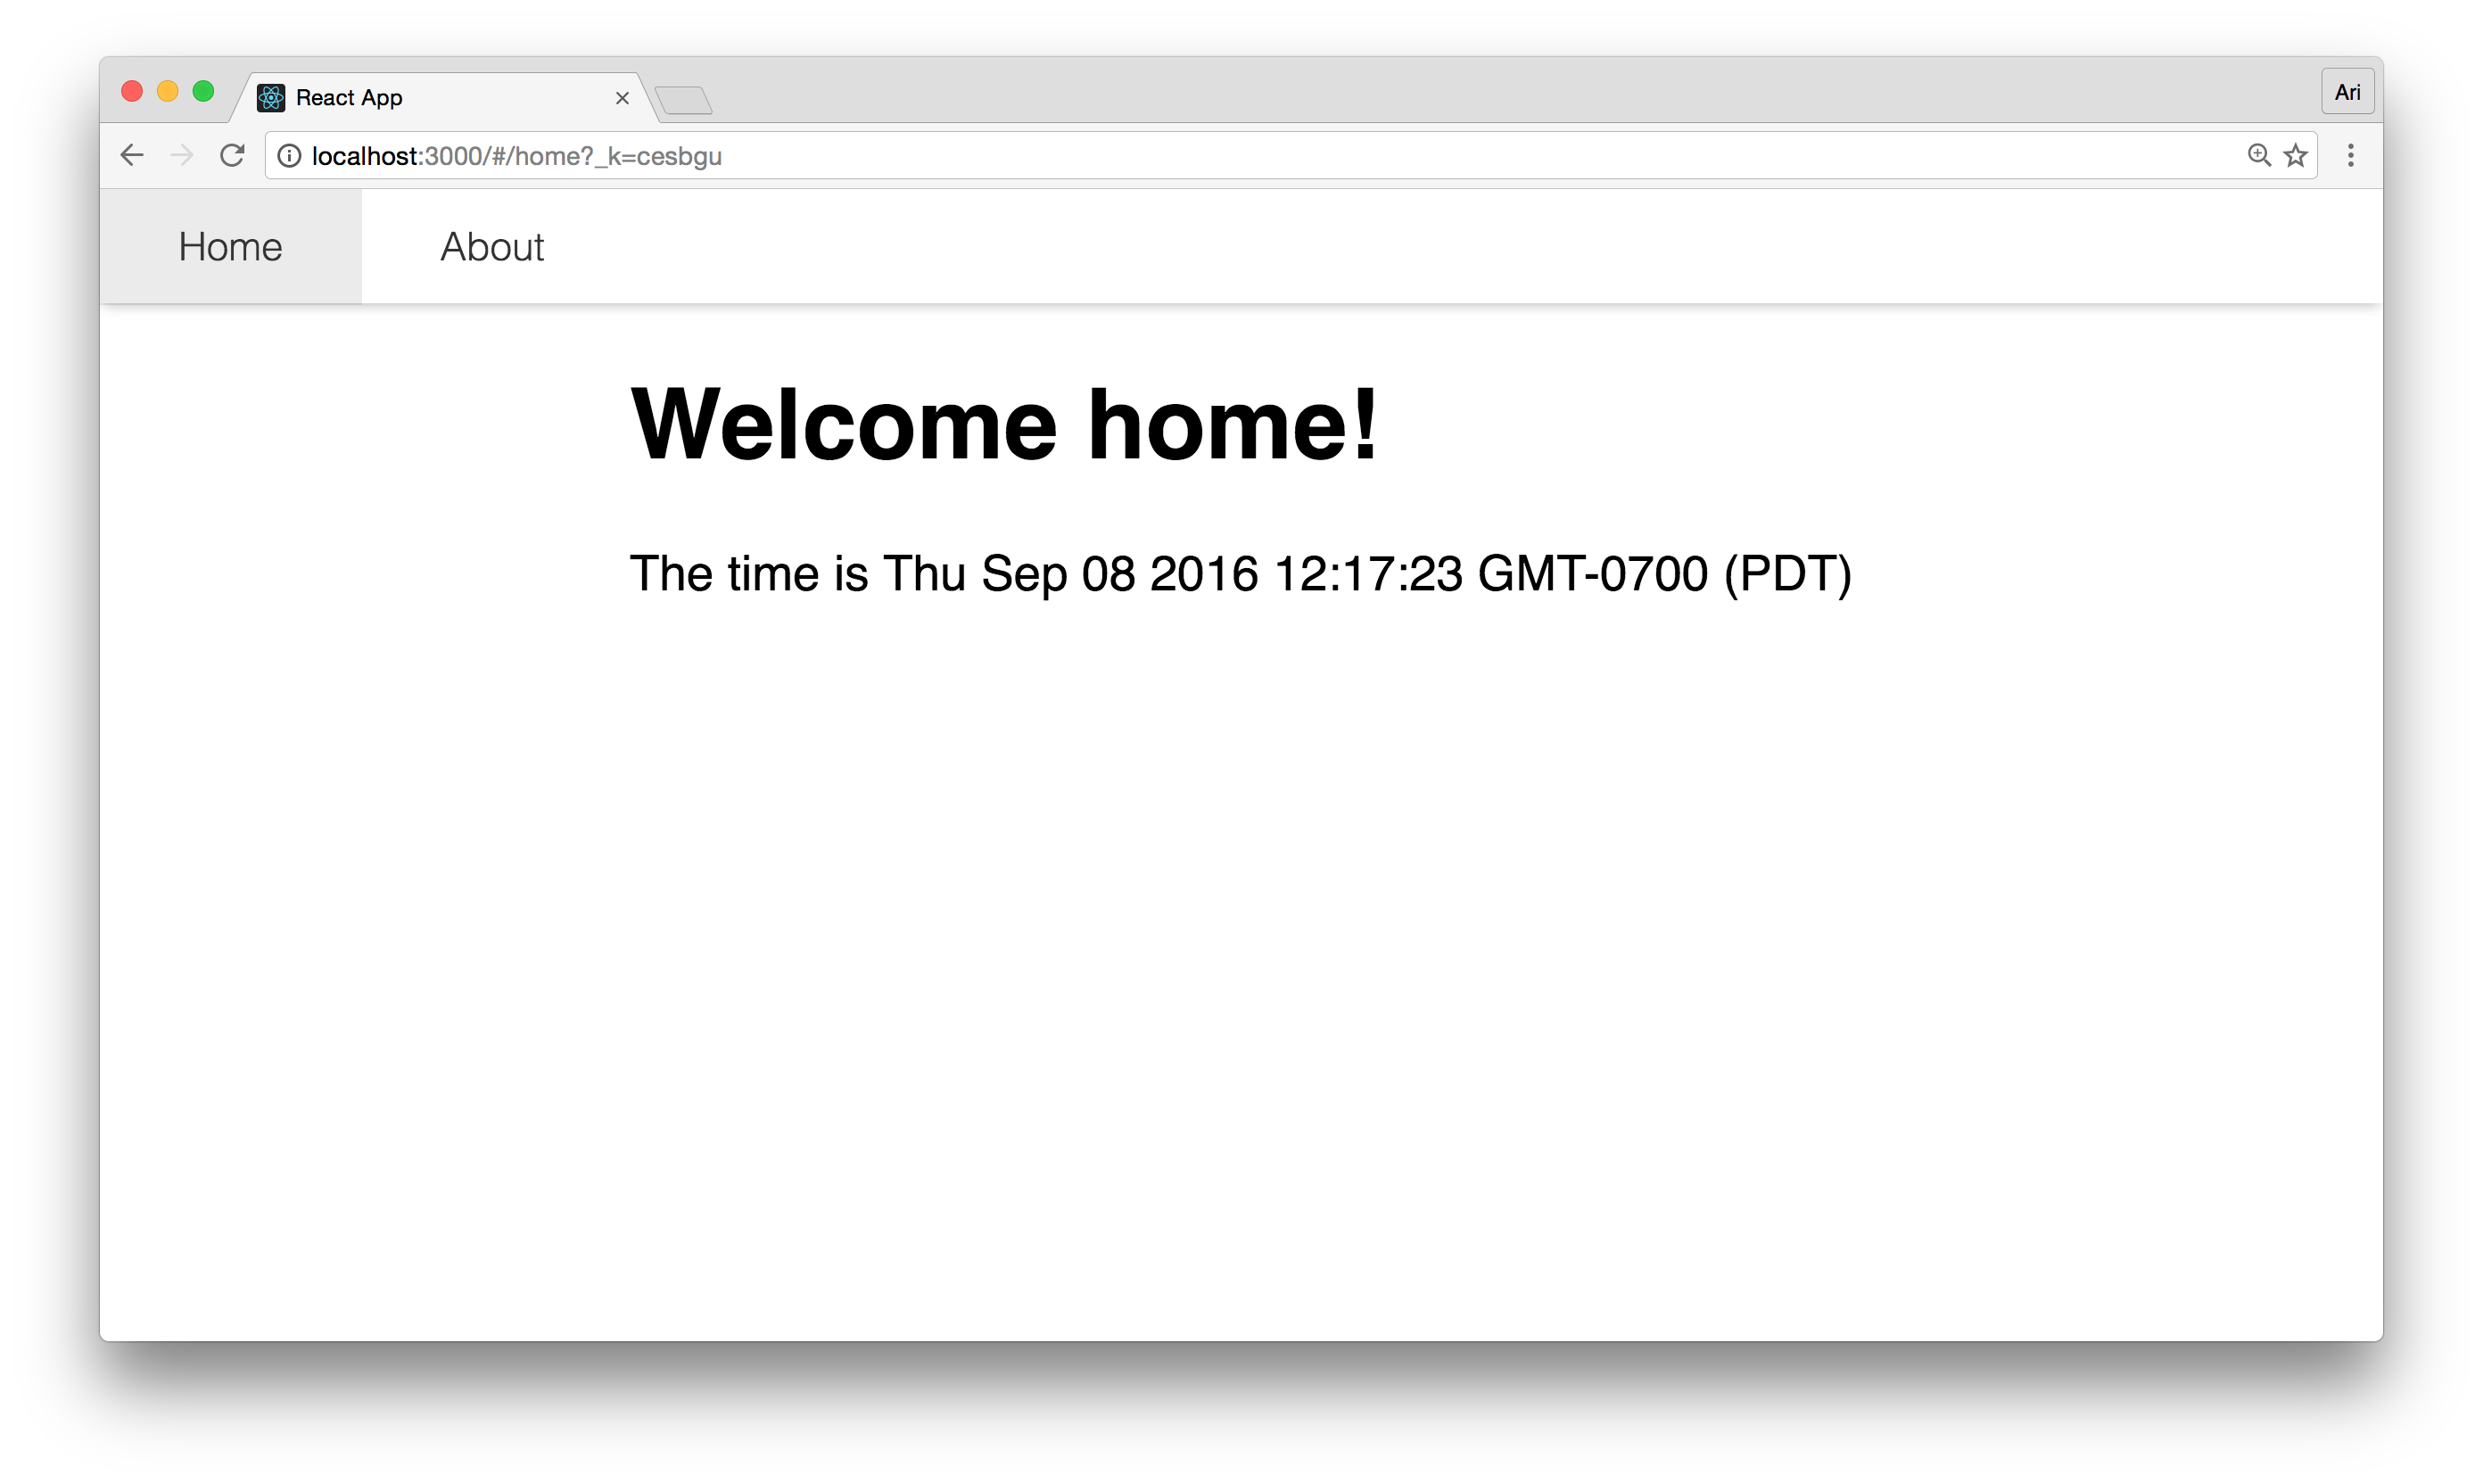 React App
Ari
localhost:3000/#/home?_k=cesbgu
Home About
Welcome home!
The time is Thu Sep 08 2016 12:17:23 GMT-0700 (PDT)